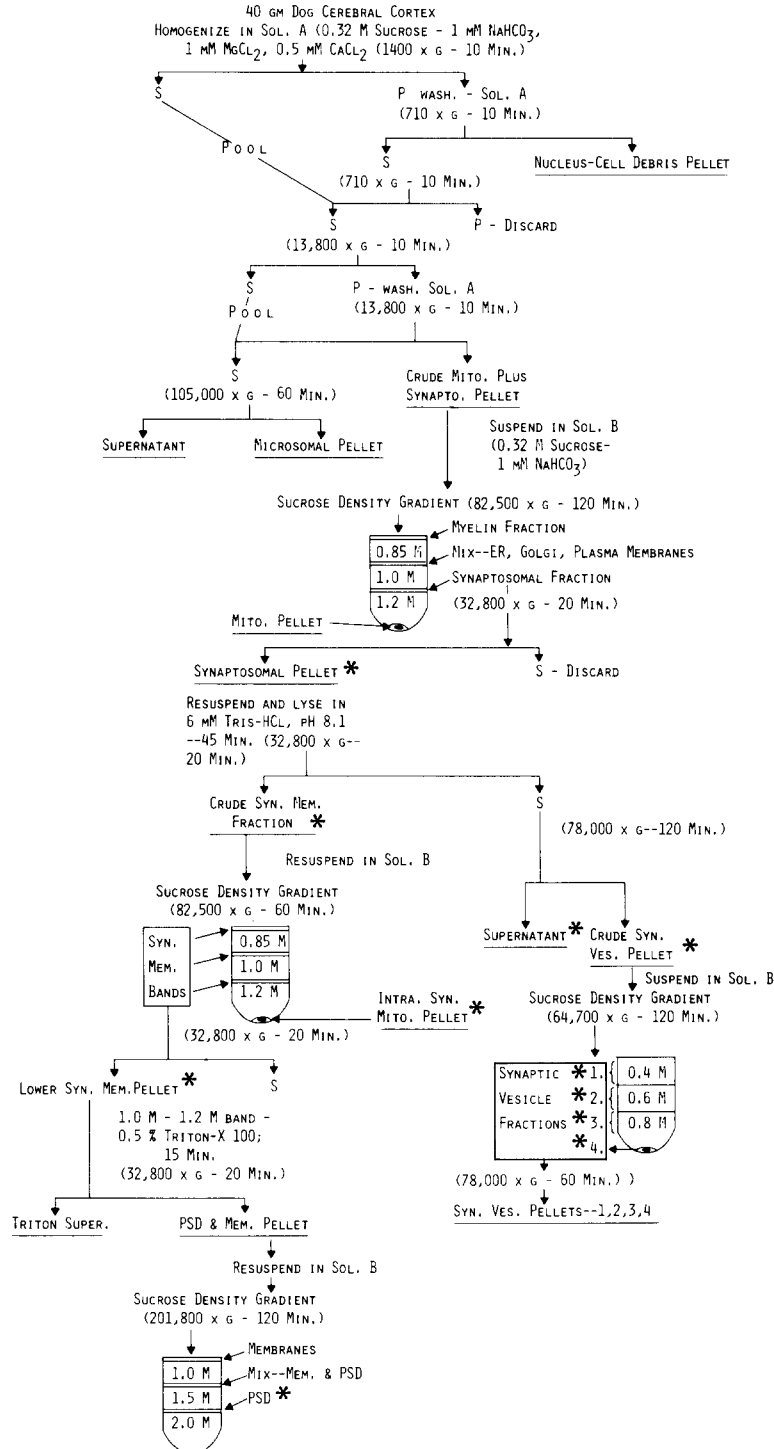 40 GM DOG CEREBRAL CORTEX
HOMOGENIZE IN SOL. A (0.32 M SUCROSE - 1 MM NAHCO3,
1 MM MGCL2, 0.5 MM CACL2 (1400 X G - 10 MIN.)
S
P WASH. - SOL. A
(710 X G - 10 MIN.)
POOL
S
NUCLEUS-CELL DEBRIS PELLET
(710 X G - 10 MIN.)
S
P - DISCARD
(13,800 X G - 10 MIN.)
S
P - WASH. SOL. A
POOL
(13,800 X G - 10 MIN.)
S
(105,000 X G - 60 MIN.)
CRUDE MITO. PLUS
SYNAPTO. PELLET
SUPERNATANT
MICROSOMAL PELLET
SUSPEND IN SOL. B
(0.32 M SUCROSE-
1 MM NAHCO3)
SUCROSE DENSITY GRADIENT (82,500 X G - 120 MIN.)
MYELIN FRACTION
0.85 M
MIX--ER, GOLGI, PLASMA MEMBRANES
1.0 M
SYNAPTOSOMAL FRACTION
1.2 M
(32,800 X G - 20 MIN.)
MITO. PELLET
SYNAPTOSOMAL PELLET *
S - DISCARD
RESUSPEND AND LYSE IN
6 MM TRIS-HCL, PH 8.1
--45 MIN. (32,800 X G--
20 MIN.)
CRUDE SYN. MEM.
FRACTION *
S
(78,000 X G--120 MIN.)
RESUSPEND IN SOL. B
SUCROSE DENSITY GRADIENT
(82,500 X G - 60 MIN.)
SYN.
MEM.
BANDS
0.85 M
1.0 M
1.2 M
SUPERNATANT *
CRUDE SYN.
VES. PELLET *
SUSPEND IN SOL. B
INTRA. SYN.
MITO. PELLET *
SUCROSE DENSITY GRADIENT
(64,700 X G - 120 MIN.)
(32,800 X G - 20 MIN.)
LOWER SYN. MEM.PELLET *
S
SYNAPTIC * 1. { 0.4 M
VESICLE * 2. { 0.6 M
FRACTIONS * 3. { 0.8 M
* 4.
1.0 M - 1.2 M BAND -
0.5 % TRITON-X 100;
15 MIN.
(32,800 X G - 20 MIN.)
(78,000 X G - 60 MIN.) )
SYN. VES. PELLETS--1,2,3,4
TRITON SUPER.
PSD & MEM. PELLET
RESUSPEND IN SOL. B
SUCROSE DENSITY GRADIENT
(201,800 X G - 120 MIN.)
MEMBRANES
1.0 M
MIX--MEM. & PSD
1.5 M
PSD *
2.0 M